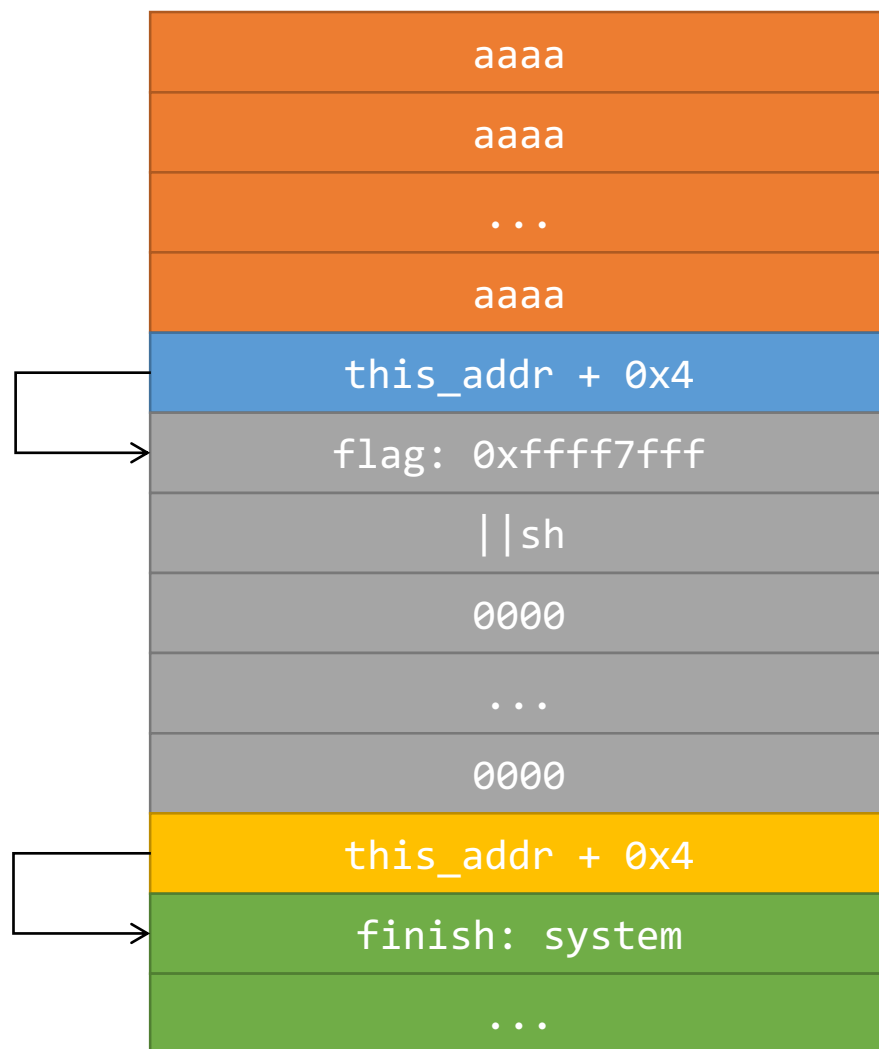 aaaa
aaaa
...
aaaa
this_addr + 0x4
flag: 0xffff7fff
||sh
0000
...
0000
this_addr + 0x4
finish: system
...